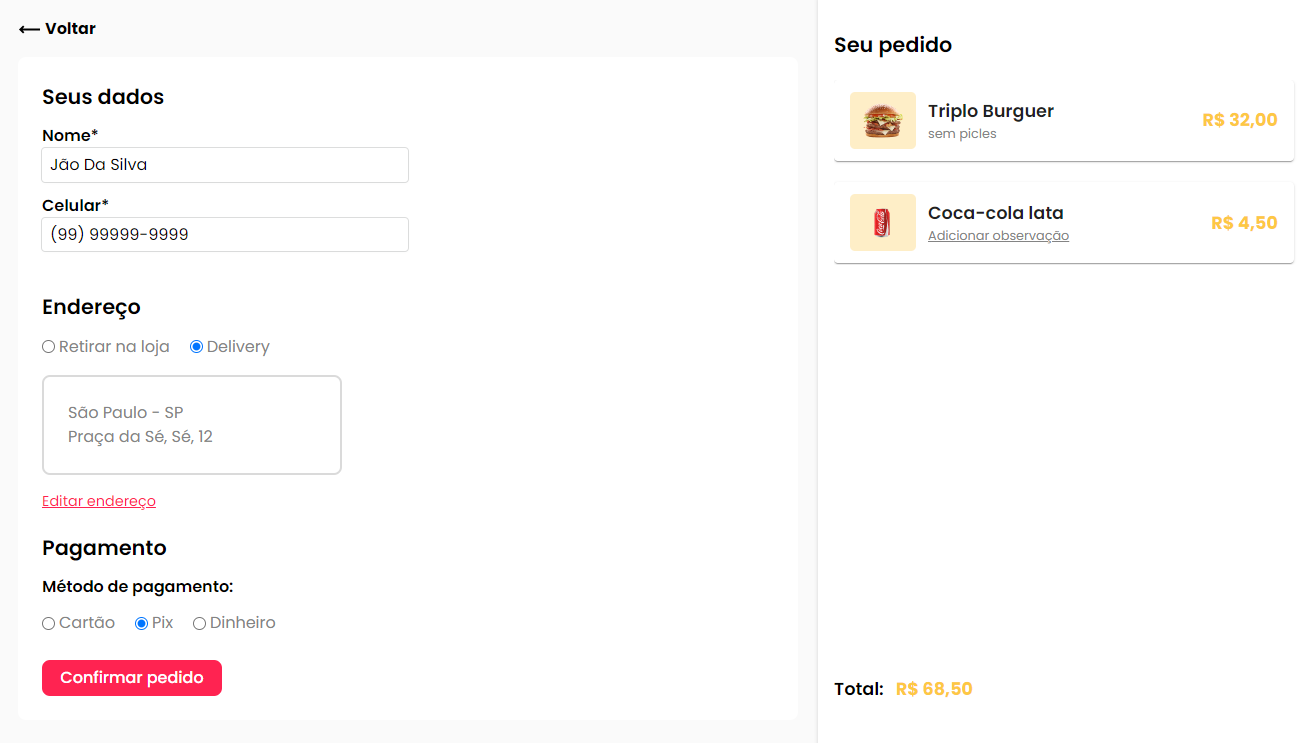 Voltar
Seus dados
Nome*
Jão Da Silva
Celular*
(99) 99999-9999
Endereço
Retirar na loja
Delivery
São Paulo - SP
Praça da Sé, Sé, 12
Editar endereço
Pagamento
Método de pagamento:
Cartão
Pix
Dinheiro
Confirmar pedido
Seu pedido
Triplo Burguer
sem picles
R$ 32,00
Coca-cola lata
Adicionar observação
R$ 4,50
Total: R$ 68,50